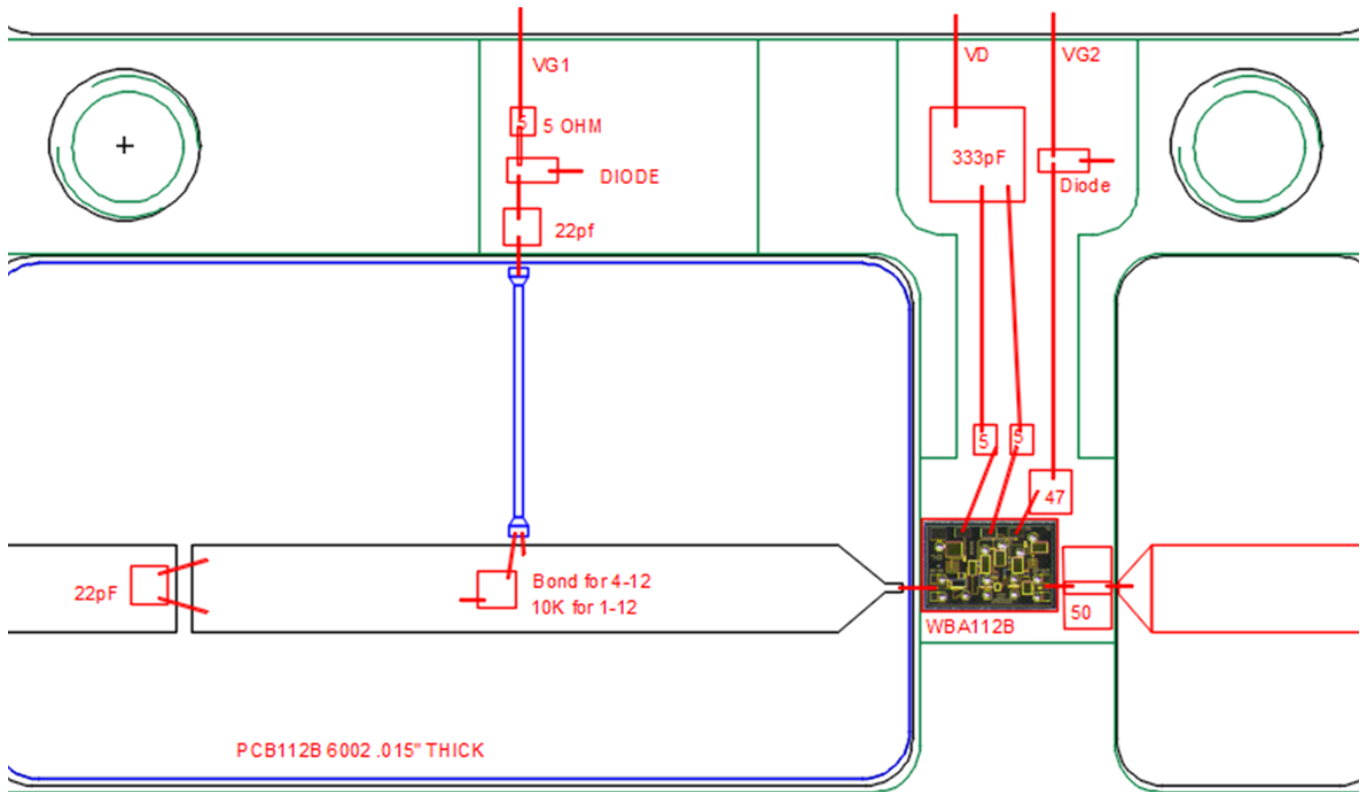 VG1
VD
VG2
5
5 OHM
333pF
DIODE
Diode
22pf
5
5
47
22pF
Bond for 4-12
10K for 1-12
50
WBA112B
PCB112B 6002 .015" THICK